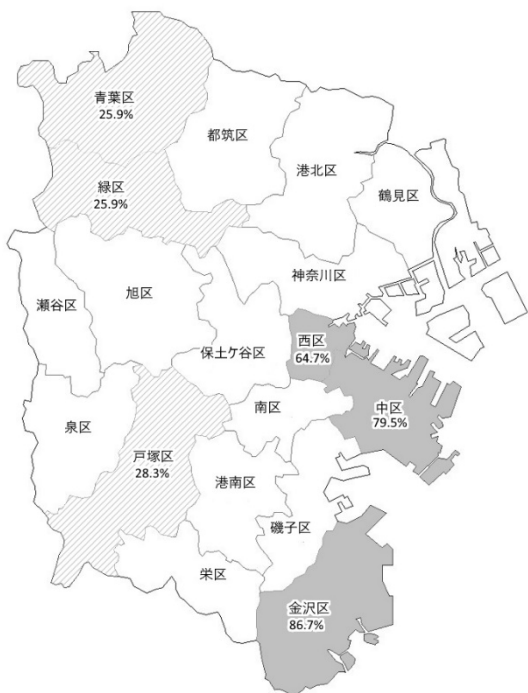 青葉区
25.9%
都筑区
港北区
緑区
25.9%
鶴見区
神奈川区
瀬谷区
旭区
西区
64.7%
保土ケ谷区
中区
79.5%
南区
泉区
戸塚区
28.3%
港南区
磯子区
栄区
金沢区
86.7%